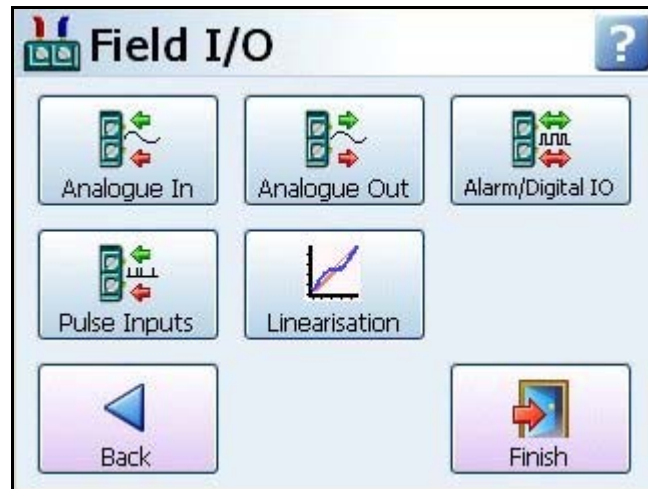 Field I/O
?
Analogue In
Analogue Out
Alarm/Digital IO
Pulse Inputs
Linearisation
Back
Finish